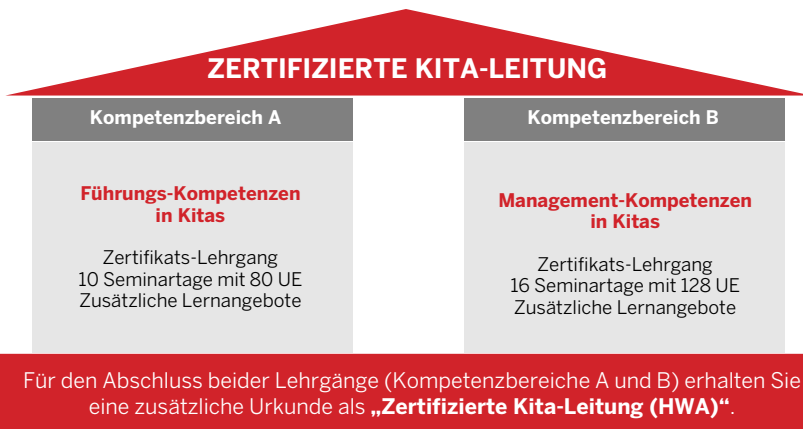 ZERTIFIZIERTE KITA-LEITUNG
Kompetenzbereich A
Führungs-Kompetenzen
in Kitas
Zertifikats-Lehrgang
10 Seminartage mit 80 UE
Zusätzliche Lernangebote
Kompetenzbereich B
Management-Kompetenzen
in Kitas
Zertifikats-Lehrgang
16 Seminartage mit 128 UE
Zusätzliche Lernangebote
Für den Abschluss beider Lehrgänge (Kompetenzbereiche A und B) erhalten Sie
eine zusätzliche Urkunde als „Zertifizierte Kita-Leitung (HWA)“.